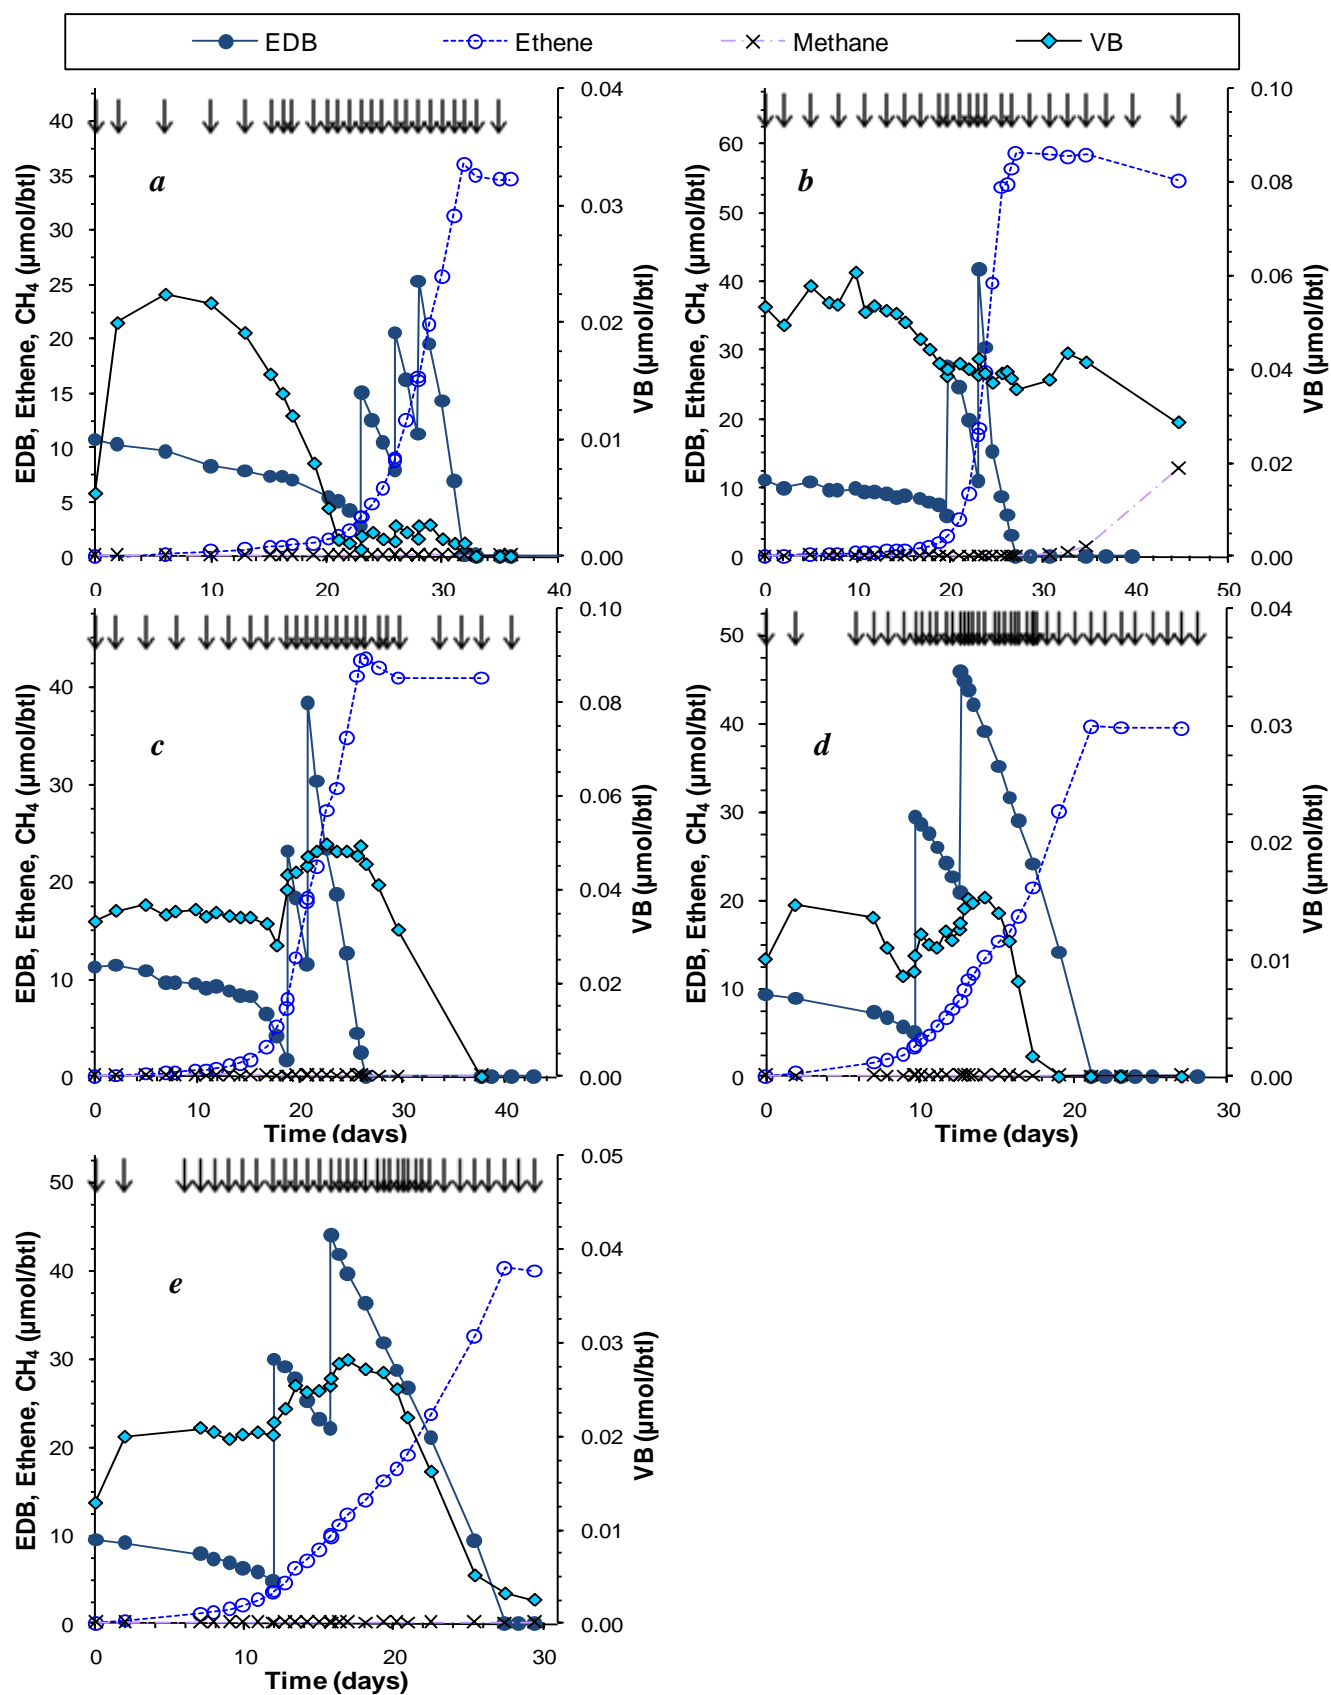 EDB Ethene Methane VB
a
EDB, Ethene, CH4 (µmol/btl)
40
35
30
25
20
15
10
5
0
0.04
0.03
0.02
0.01
0.00
VB (µmol/btl)
0 10 20 30 40
b
EDB, Ethene, CH4 (µmol/btl)
60
50
40
30
20
10
0
0.10
0.08
0.06
0.04
0.02
0.00
VB (µmol/btl)
0 10 20 30 40 50
c
EDB, Ethene, CH4 (µmol/btl)
40
30
20
10
0
0.10
0.08
0.06
0.04
0.02
0.00
VB (µmol/btl)
0 10 20 30 40
Time (days)
d
EDB, Ethene, CH4 (µmol/btl)
50
40
30
20
10
0
0.04
0.03
0.02
0.01
0.00
VB (µmol/btl)
0 10 20 30
Time (days)
e
EDB, Ethene, CH4 (µmol/btl)
50
40
30
20
10
0
0.05
0.04
0.03
0.02
0.01
0.00
VB (µmol/btl)
0 10 20 30
Time (days)